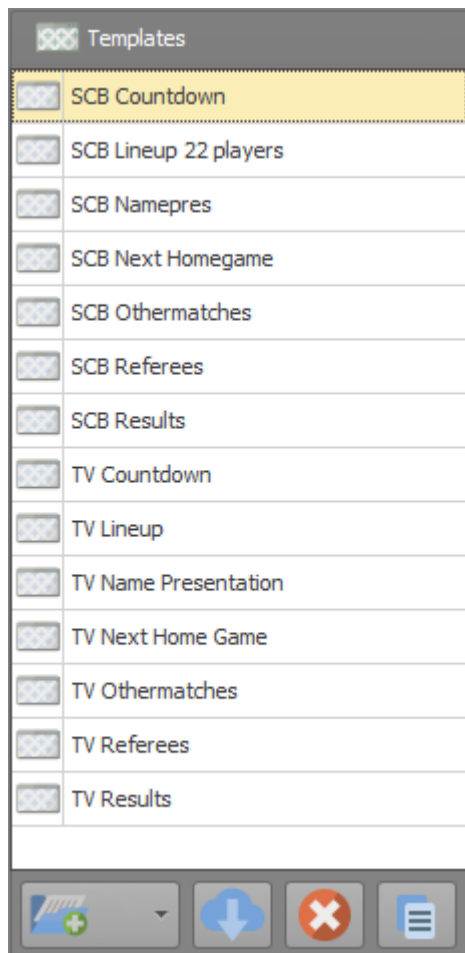 Templates
SCB Countdown
SCB Lineup 22 players
SCB Namepres
SCB Next Homegame
SCB Othermatches
SCB Referees
SCB Results
TV Countdown
TV Lineup
TV Name Presentation
TV Next Home Game
TV Othermatches
TV Referees
TV Results